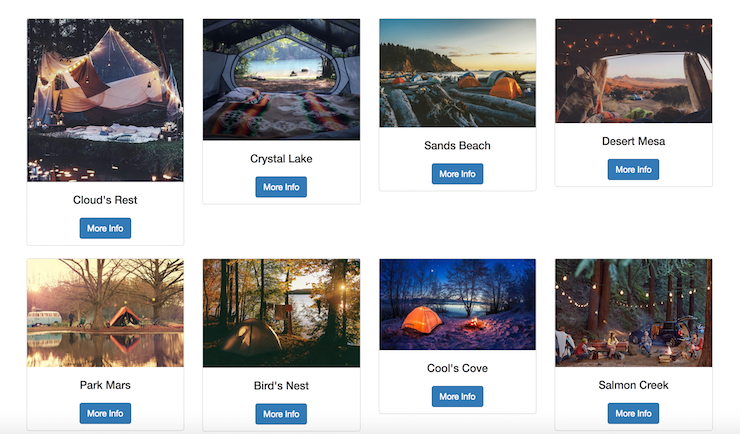 Cloud's Rest
More Info
Crystal Lake
More Info
Sands Beach
More Info
Desert Mesa
More Info
Park Mars
More Info
Bird's Nest
More Info
Cool's Cove
More Info
Salmon Creek
More Info